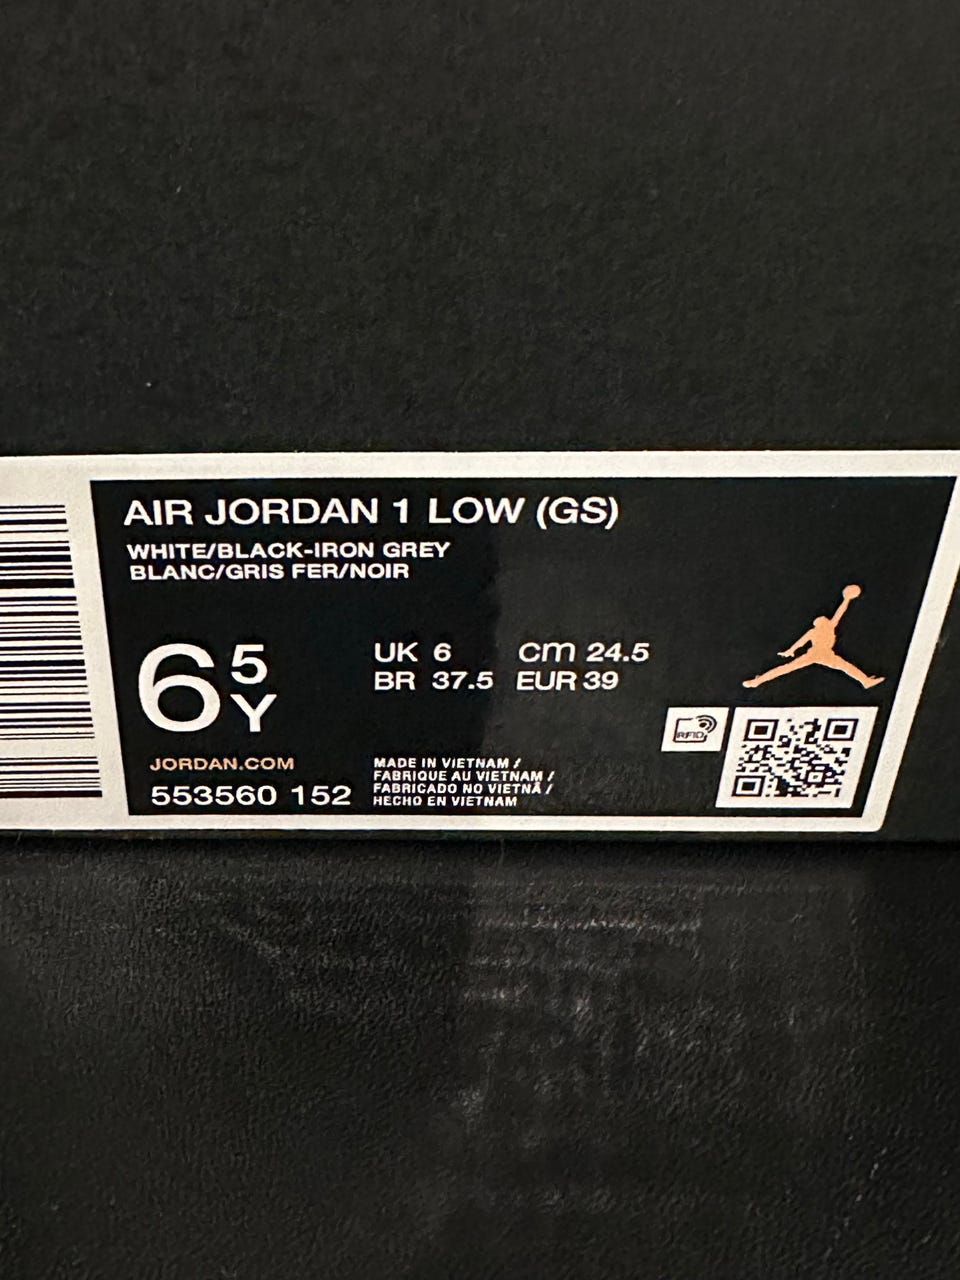 AIR JORDAN 1 LOW (GS)
WHITE/BLACK-IRON GREY
BLANC/GRIS FER/NOIR
6 5 Y
UK 6 CM 24.5
BR 37.5 EUR 39
RFID
JORDAN.COM
553560 152
MADE IN VIETNAM /
FABRIQUE AU VIETNAM /
FABRICADO NO VIETNÃ /
HECHO EN VIETNAM